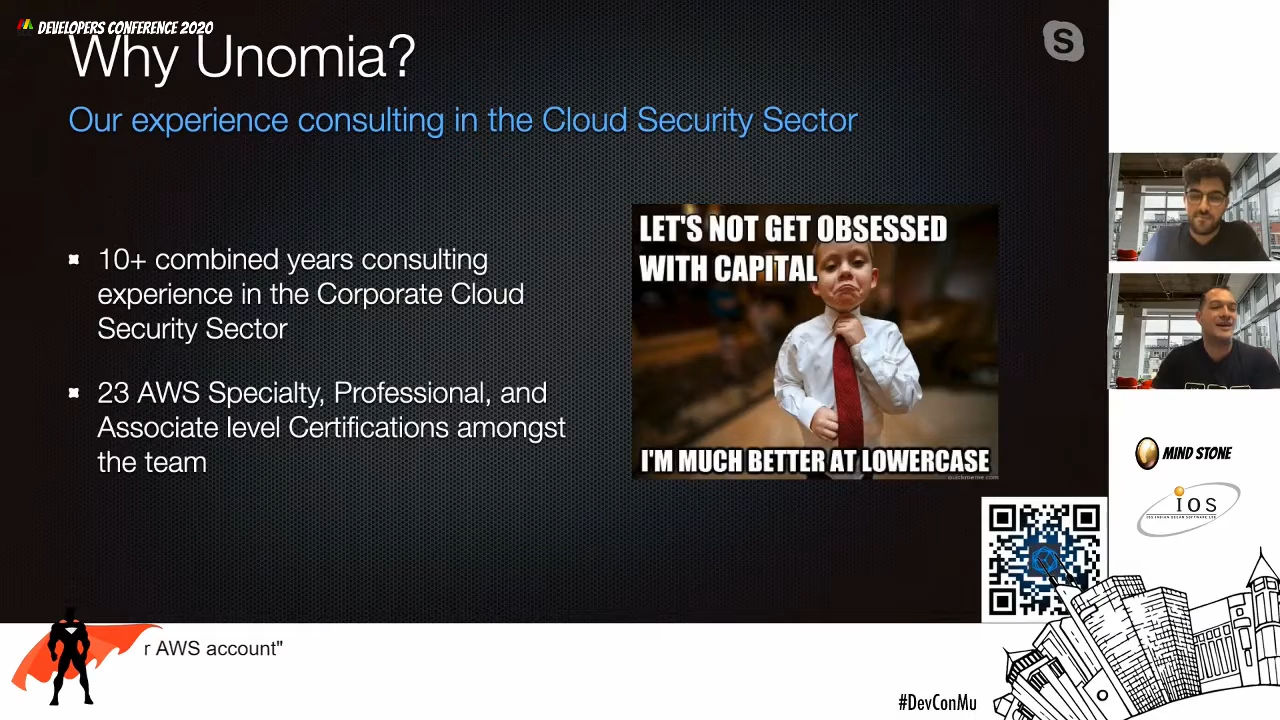 DEVELOPERS CONFERENCE 2020
Why Unomia?
S
Our experience consulting in the Cloud Security Sector
10+ combined years consulting
experience in the Corporate Cloud
Security Sector
23 AWS Specialty, Professional, and
Associate level Certifications amongst
the team
LET'S NOT GET OBSESSED
WITH CAPITAL
I'M MUCH BETTER AT LOWERCASE
MIND STONE
IOS
r AWS account"
#DevConMu